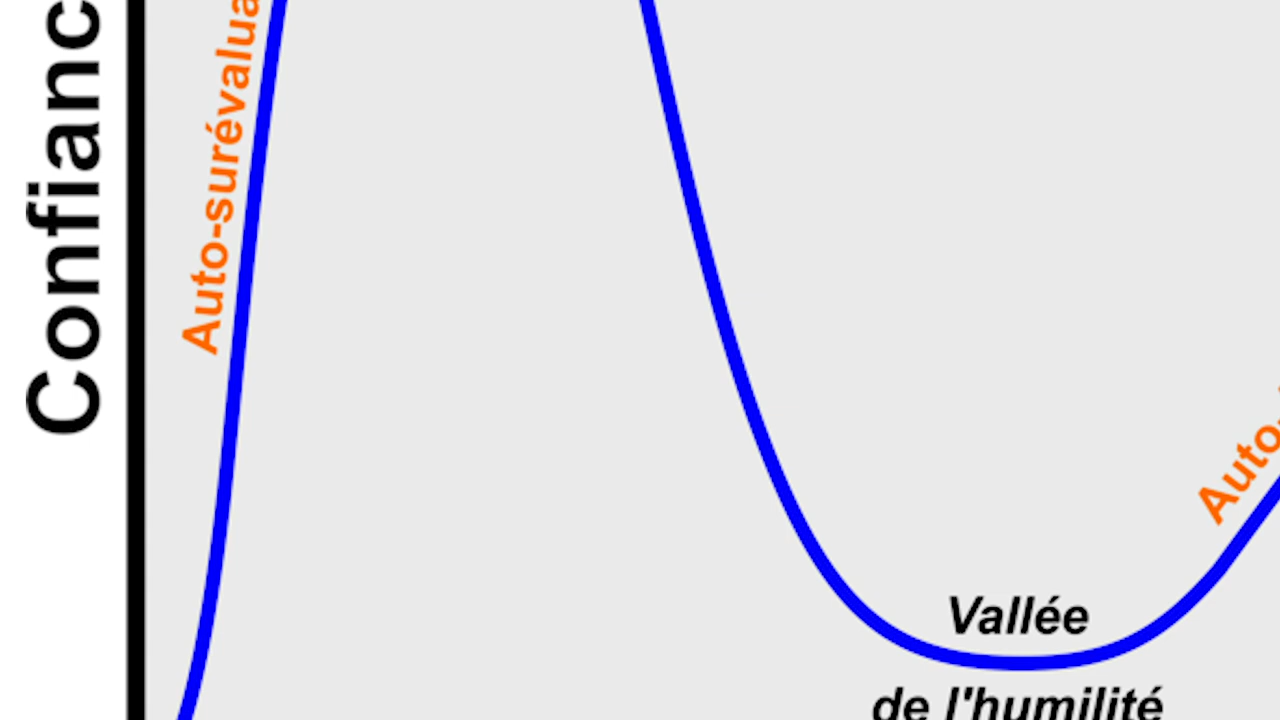 Confianc
Auto-surévalua
Auto-
Vallée
de l'humilité